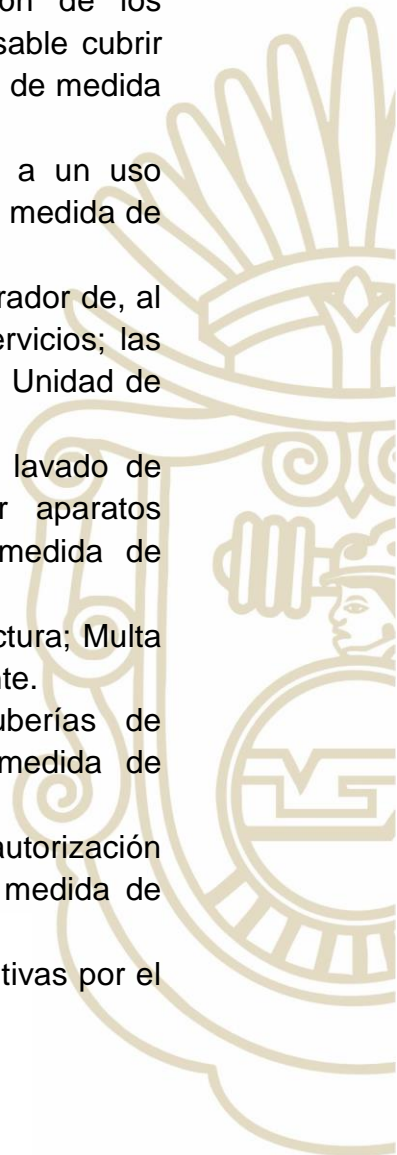 ón de los
sable cubrir
de medida
a un uso
medida de
rador de, al
ervicios; las
Unidad de
lavado de
r aparatos
medida de
ctura; Multa
nte.
uberías de
medida de
autorización
medida de
tivas por el